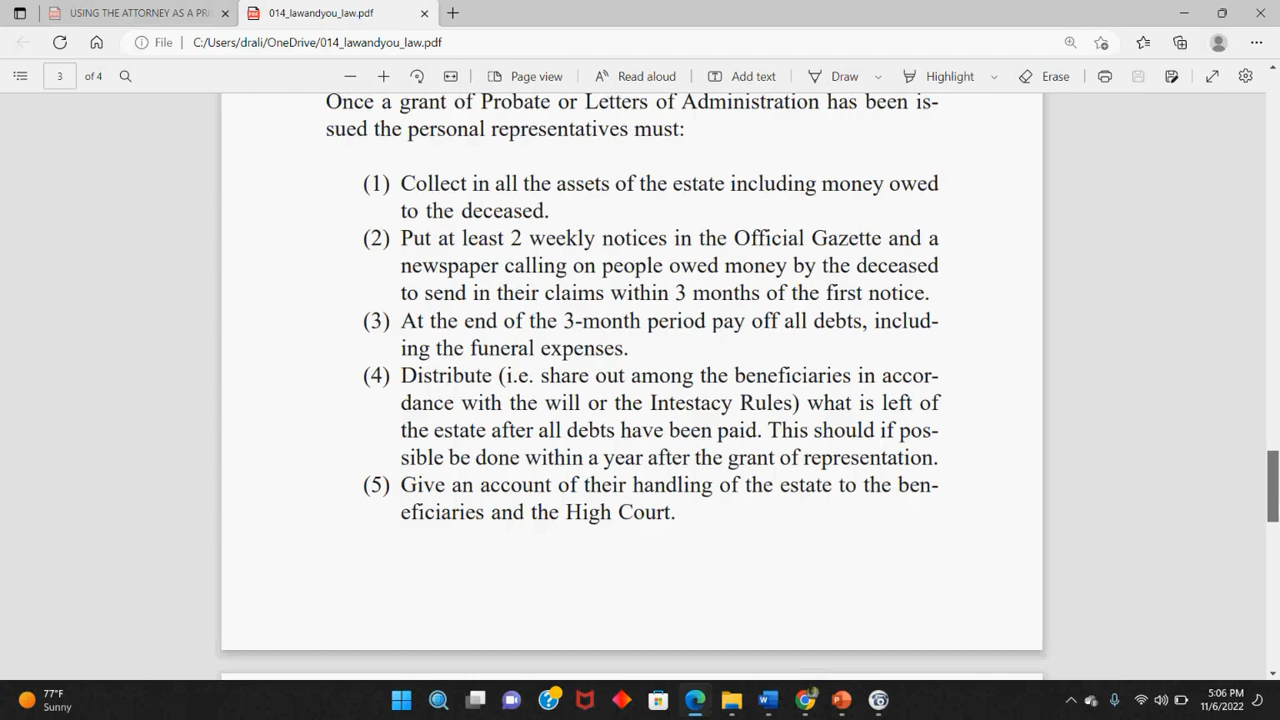 USING THE ATTORNEY AS A PRI
014_lawandyou_law.pdf
File C:/Users/drali/OneDrive/014_lawandyou_law.pdf
3 of 4 Page view Read aloud Add text Draw Highlight Erase
Once a grant of Probate or Letters of Administration has been is-
sued the personal representatives must:
(1) Collect in all the assets of the estate including money owed
to the deceased.
(2) Put at least 2 weekly notices in the Official Gazette and a
newspaper calling on people owed money by the deceased
to send in their claims within 3 months of the first notice.
(3) At the end of the 3-month period pay off all debts, includ-
ing the funeral expenses.
(4) Distribute (i.e. share out among the beneficiaries in accor-
dance with the will or the Intestacy Rules) what is left of
the estate after all debts have been paid. This should if pos-
sible be done within a year after the grant of representation.
(5) Give an account of their handling of the estate to the ben-
eficiaries and the High Court.
77°F
Sunny
5:06 PM
11/6/2022